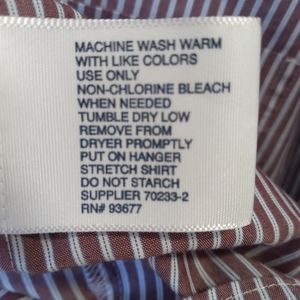 MACHINE WASH WARM
WITH LIKE COLORS
USE ONLY
NON-CHLORINE BLEACH
WHEN NEEDED
TUMBLE DRY LOW
REMOVE FROM
DRYER PROMPTLY
PUT ON HANGER
STRETCH SHIRT
DO NOT STARCH
SUPPLIER 70233-2
RN# 93677